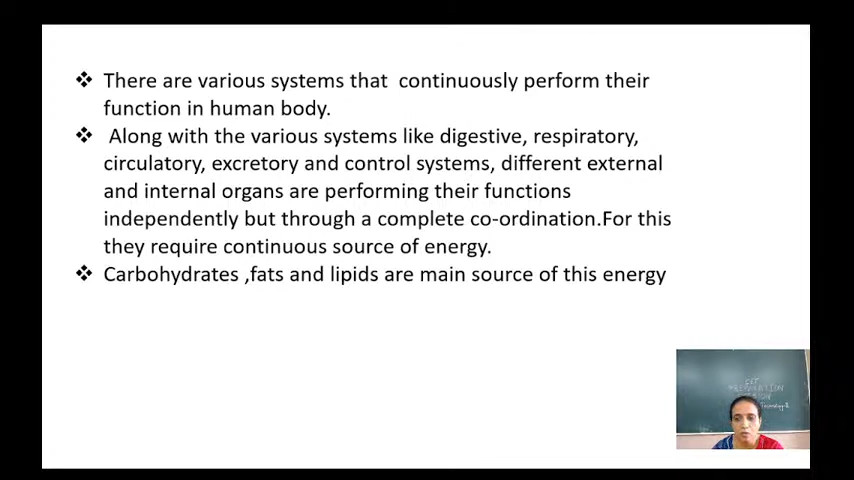 ❖ There are various systems that continuously perform their
function in human body.
❖ Along with the various systems like digestive, respiratory,
circulatory, excretory and control systems, different external
and internal organs are performing their functions
independently but through a complete co-ordination.For this
they require continuous source of energy.
❖ Carbohydrates ,fats and lipids are main source of this energy